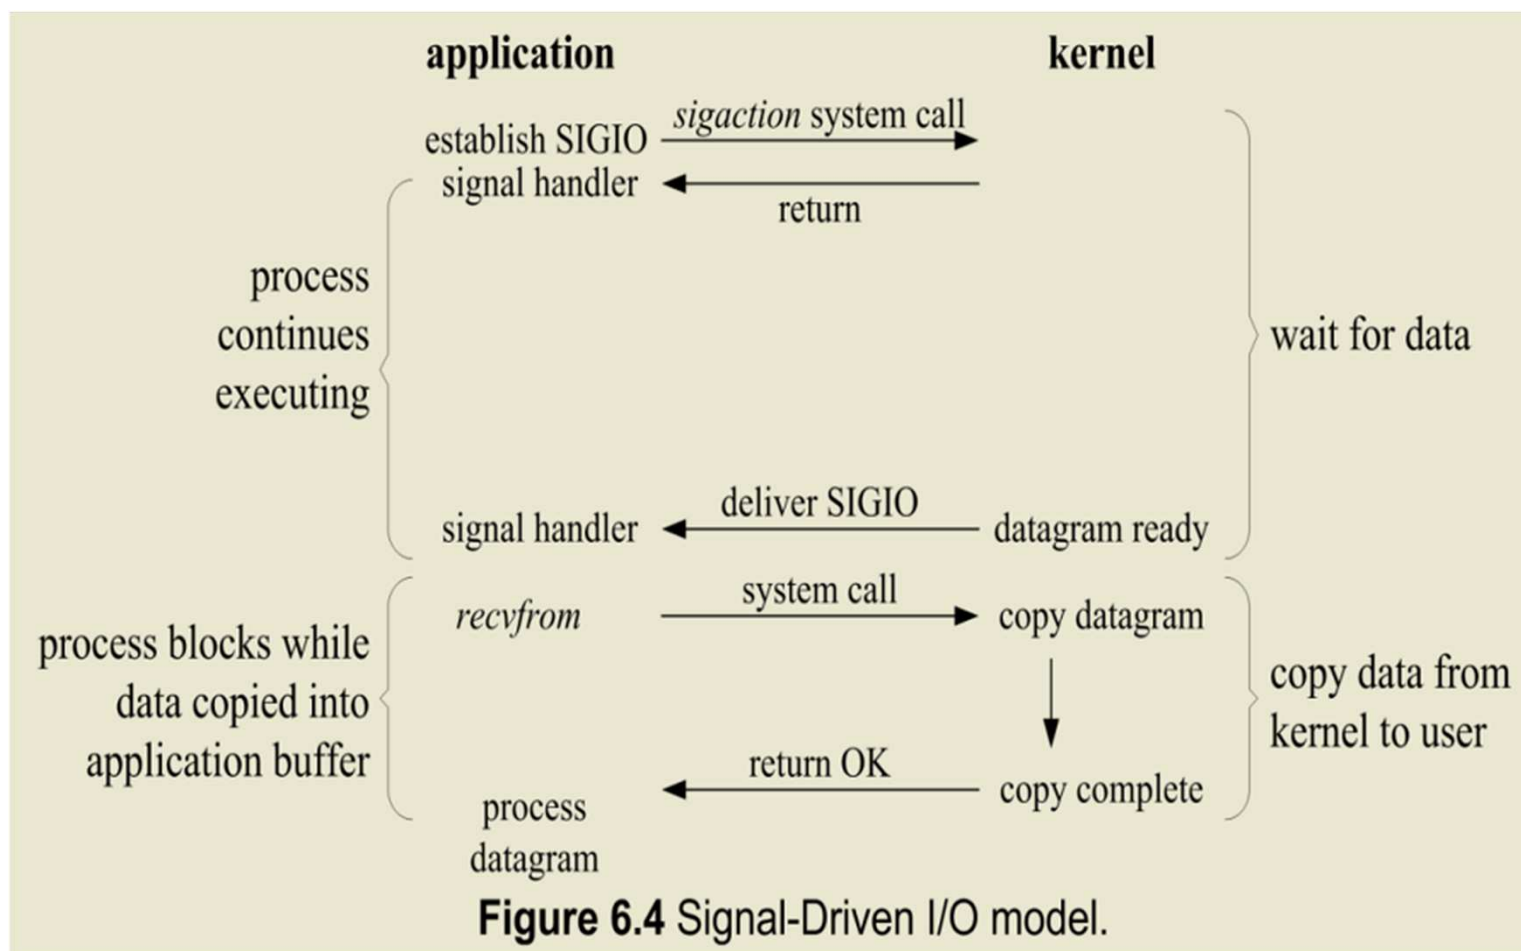 application
kernel
establish SIGIO
signal handler
sigaction system call
return
process
continues
executing
wait for data
signal handler
deliver SIGIO
datagram ready
recvfrom
system call
copy datagram
process blocks while
data copied into
application buffer
copy data from
kernel to user
return OK
copy complete
process
datagram
Figure 6.4 Signal-Driven I/O model.